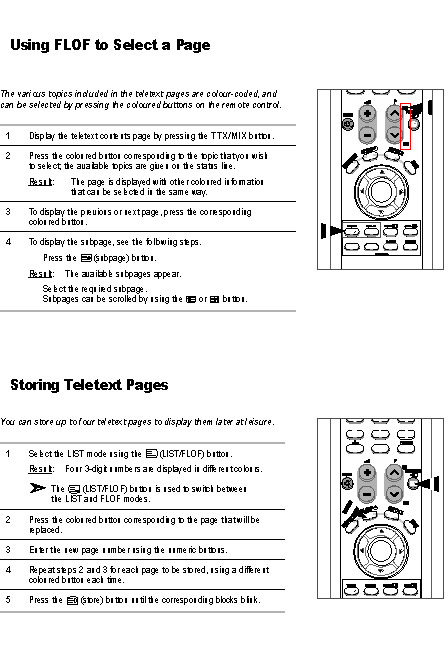 Using FLOF to Select a Page
The various topics included in the teletext pages are colour-coded, and
can be selected by pressing the coloured buttons on the remote control.
1 Display the teletext contents page by pressing the TTX/MIX button.
2 Press the coloured button corresponding to the topic that you wish
to select; the available topics are given on the status line.
Result: The page is displayed with other coloured information
that can be selected in the same way.
3 To display the previous or next page, press the corresponding
coloured button.
4 To display the subpage, see the following steps.
Press the (subpage) button.
Result: The available subpages appear.
Select the required subpage.
Subpages can be scrolled by using the or button.
Storing Teletext Pages
You can store up to four teletext pages to display them later at leisure.
1 Select the LIST mode using the (LIST/FLOF) button.
Result: Four 3-digit numbers are displayed in different colours.
The (LIST/FLOF) button is used to switch between
the LIST and FLOF modes.
2 Press the coloured button corresponding to the page that will be
replaced.
3 Enter the new page number using the numeric buttons.
4 Repeat steps 2 and 3 for each page to be stored, using a different
coloured button each time.
5 Press the (store) button until the corresponding blocks blink.